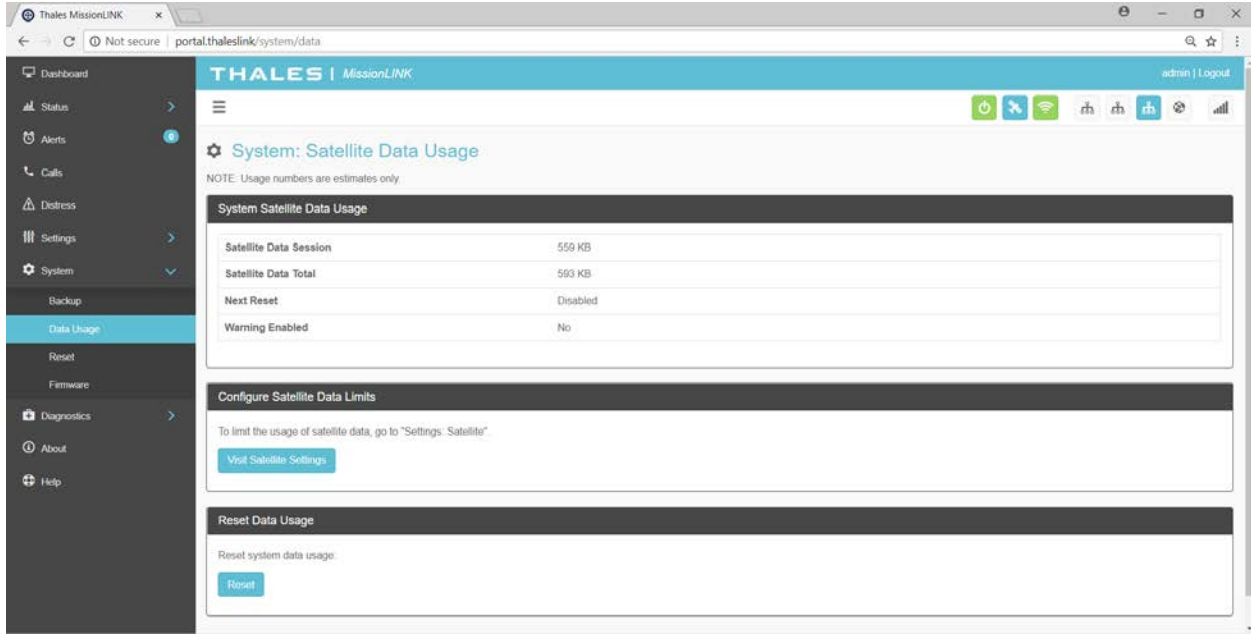 Thales MissionLINK
Not secure | portal.thaleslink/system/data
Dashboard
Status
Alerts 0
Calls
Distress
Settings
System
Backup
Data Usage
Reset
Firmware
Diagnostics
About
Help
THALES | MissionLINK
admin | Logout
System: Satellite Data Usage
NOTE: Usage numbers are estimates only.
System Satellite Data Usage
Satellite Data Session 559 KB
Satellite Data Total 593 KB
Next Reset Disabled
Warning Enabled No
Configure Satellite Data Limits
To limit the usage of satellite data, go to "Settings: Satellite".
Visit Satellite Settings
Reset Data Usage
Reset system data usage:
Reset